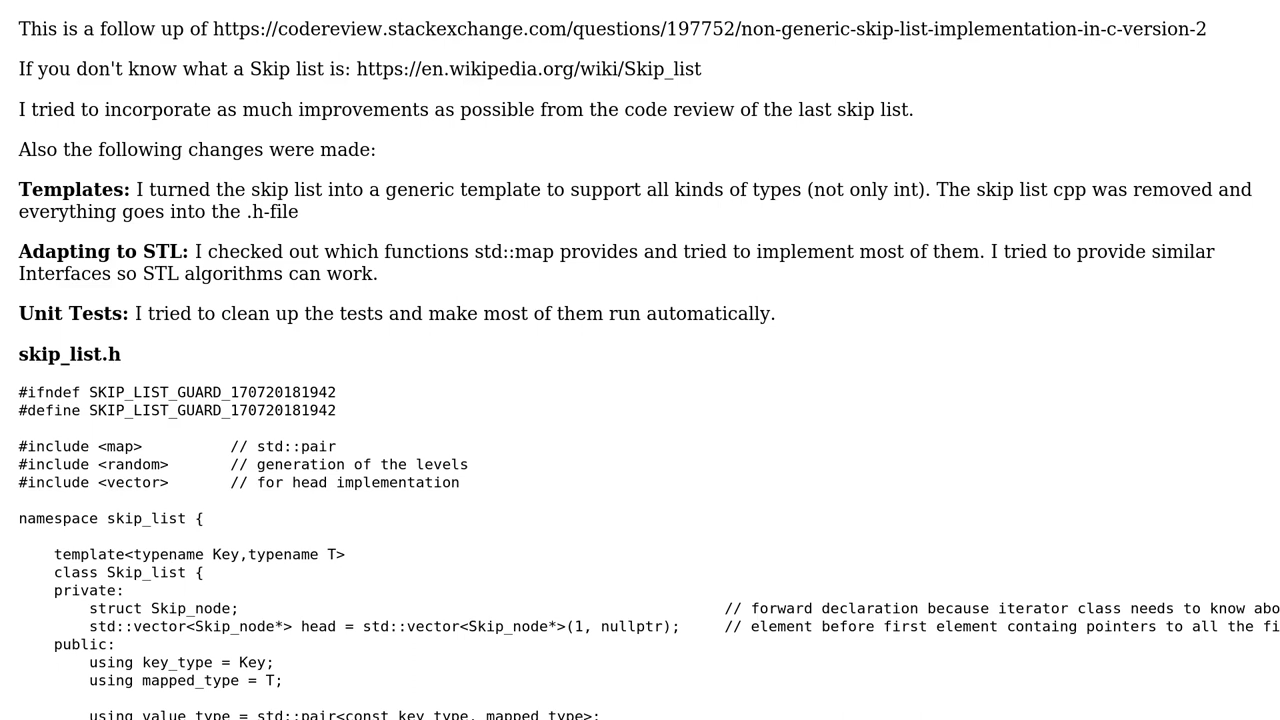 This is a follow up of https://codereview.stackexchange.com/questions/197752/non-generic-skip-list-implementation-in-c-version-2
If you don't know what a Skip list is: https://en.wikipedia.org/wiki/Skip_list
I tried to incorporate as much improvements as possible from the code review of the last skip list.
Also the following changes were made:
Templates: I turned the skip list into a generic template to support all kinds of types (not only int). The skip list cpp was removed and
everything goes into the .h-file
Adapting to STL: I checked out which functions std::map provides and tried to implement most of them. I tried to provide similar
Interfaces so STL algorithms can work.
Unit Tests: I tried to clean up the tests and make most of them run automatically.
skip_list.h
#ifndef SKIP_LIST_GUARD_170720181942
#define SKIP_LIST_GUARD_170720181942
#include <map>          // std::pair
#include <random>       // generation of the levels
#include <vector>       // for head implementation
namespace skip_list {
    template<typename Key,typename T>
    class Skip_list {
    private:
        struct Skip_node;                                                       // forward declaration because iterator class needs to know abo
        std::vector<Skip_node*> head = std::vector<Skip_node*>(1, nullptr);     // element before first element containg pointers to all the fi
    public:
        using key_type = Key;
        using mapped_type = T;
        using value_type = std::pair<const key_type, mapped_type>;